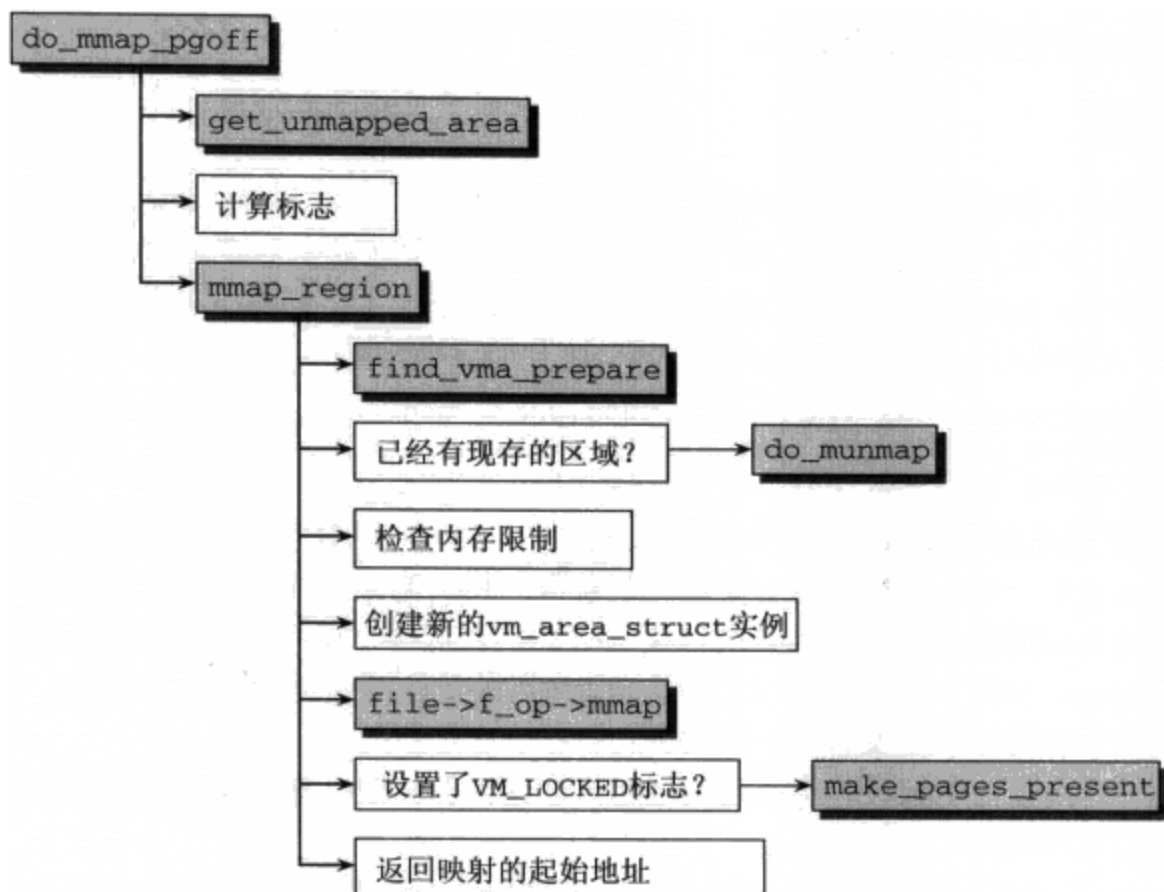 do_mmap_pgoff
get_unmapped_area
计算标志
mmap_region
find_vma_prepare
已经有现存的区域？
do_munmap
检查内存限制
创建新的vm_area_struct实例
file->f_op->mmap
设置了VM_LOCKED标志？
make_pages_present
返回映射的起始地址